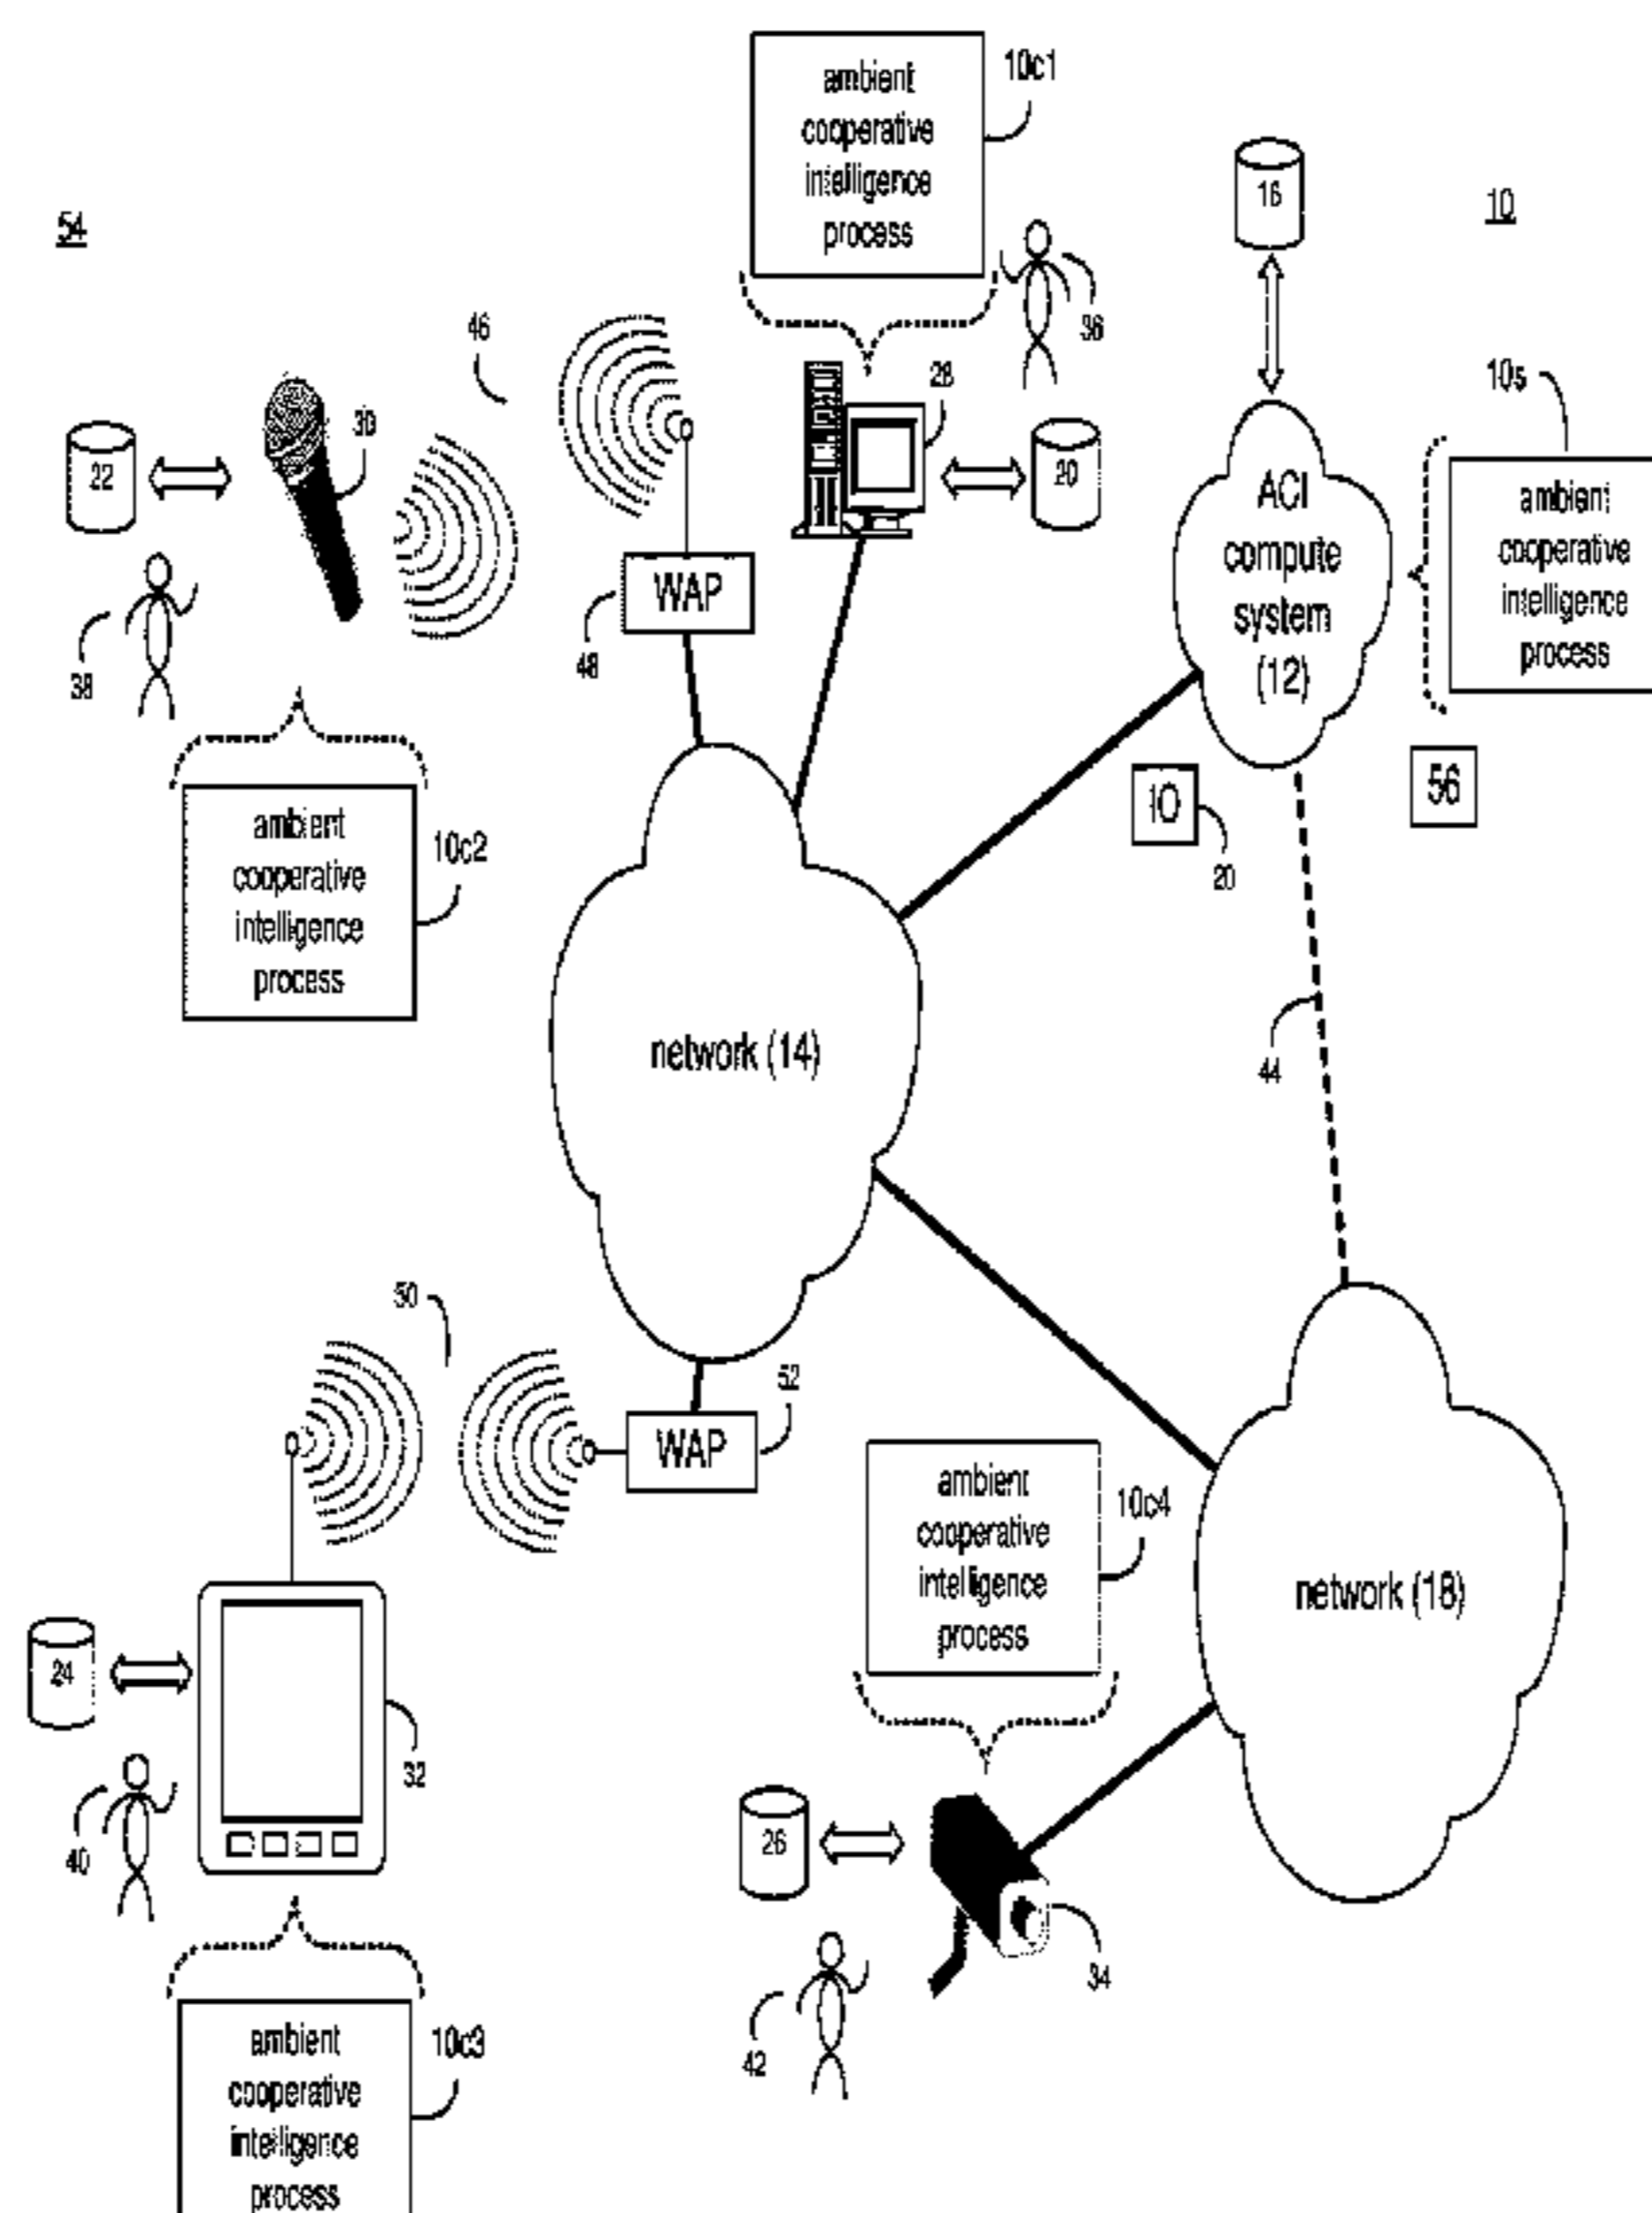 ambient
cooperative
intelligence
process
10c1
16
10
54
36
46
28
10s
30
22
20
WAP
ACI
compute
system
(12)
ambient
cooperative
intelligence
process
48
38
56
IO
20
ambient
cooperative
intelligence
process
10c2
network (14)
44
50
52
WAP
ambient
cooperative
intelligence
process
10c4
network (18)
24
32
40
26
34
42
ambient
cooperative
intelligence
process
10c3